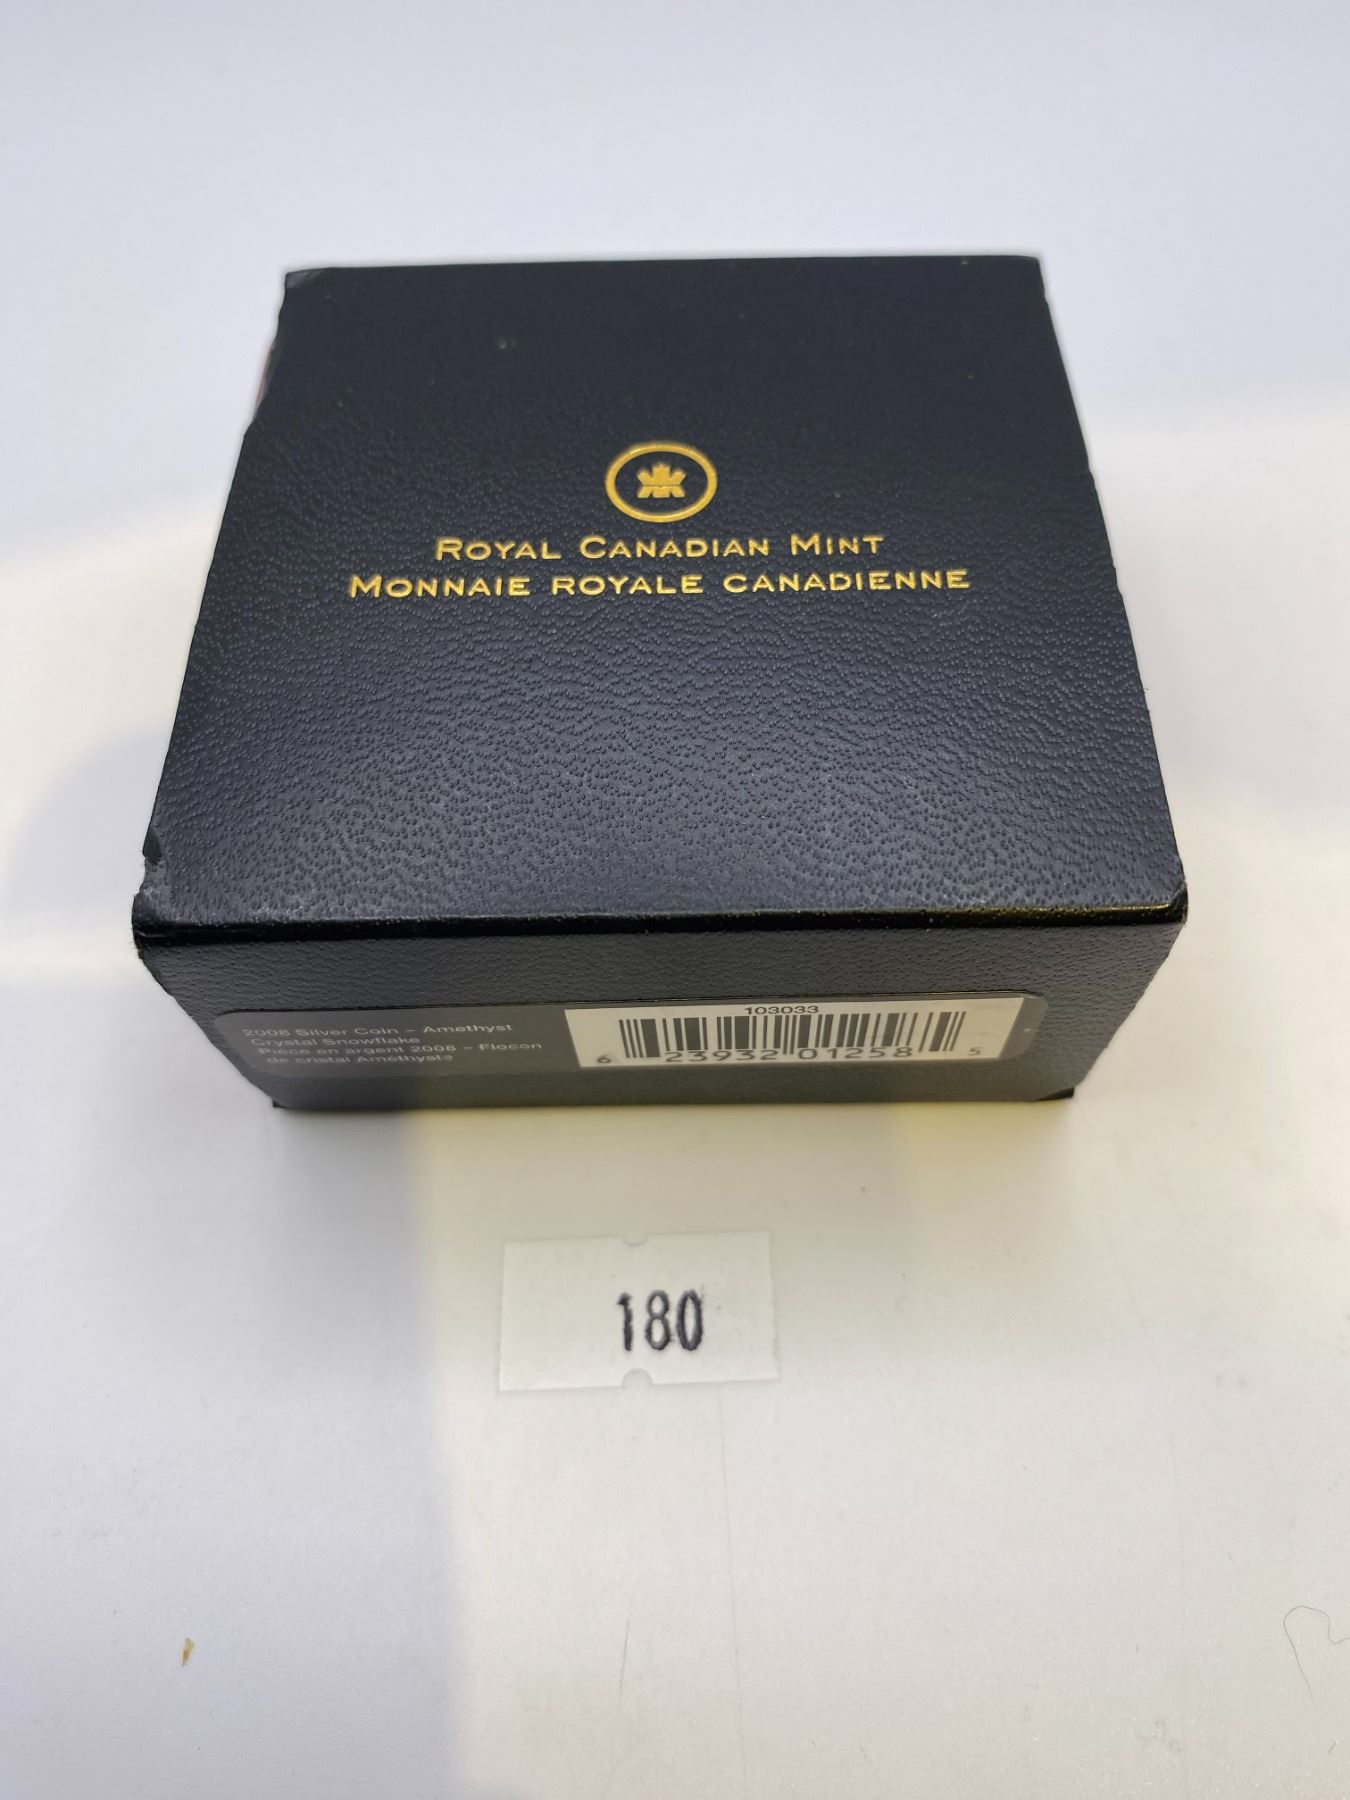 ROYAL CANADIAN MINT
MONNAIE ROYALE CANADIENNE
2008 Silver Coin – Amethyst
Crystal Snowflake
Pièce en argent 2008 – Flocon
de cristal Améthyste
103033
6 23932 01258 5
180